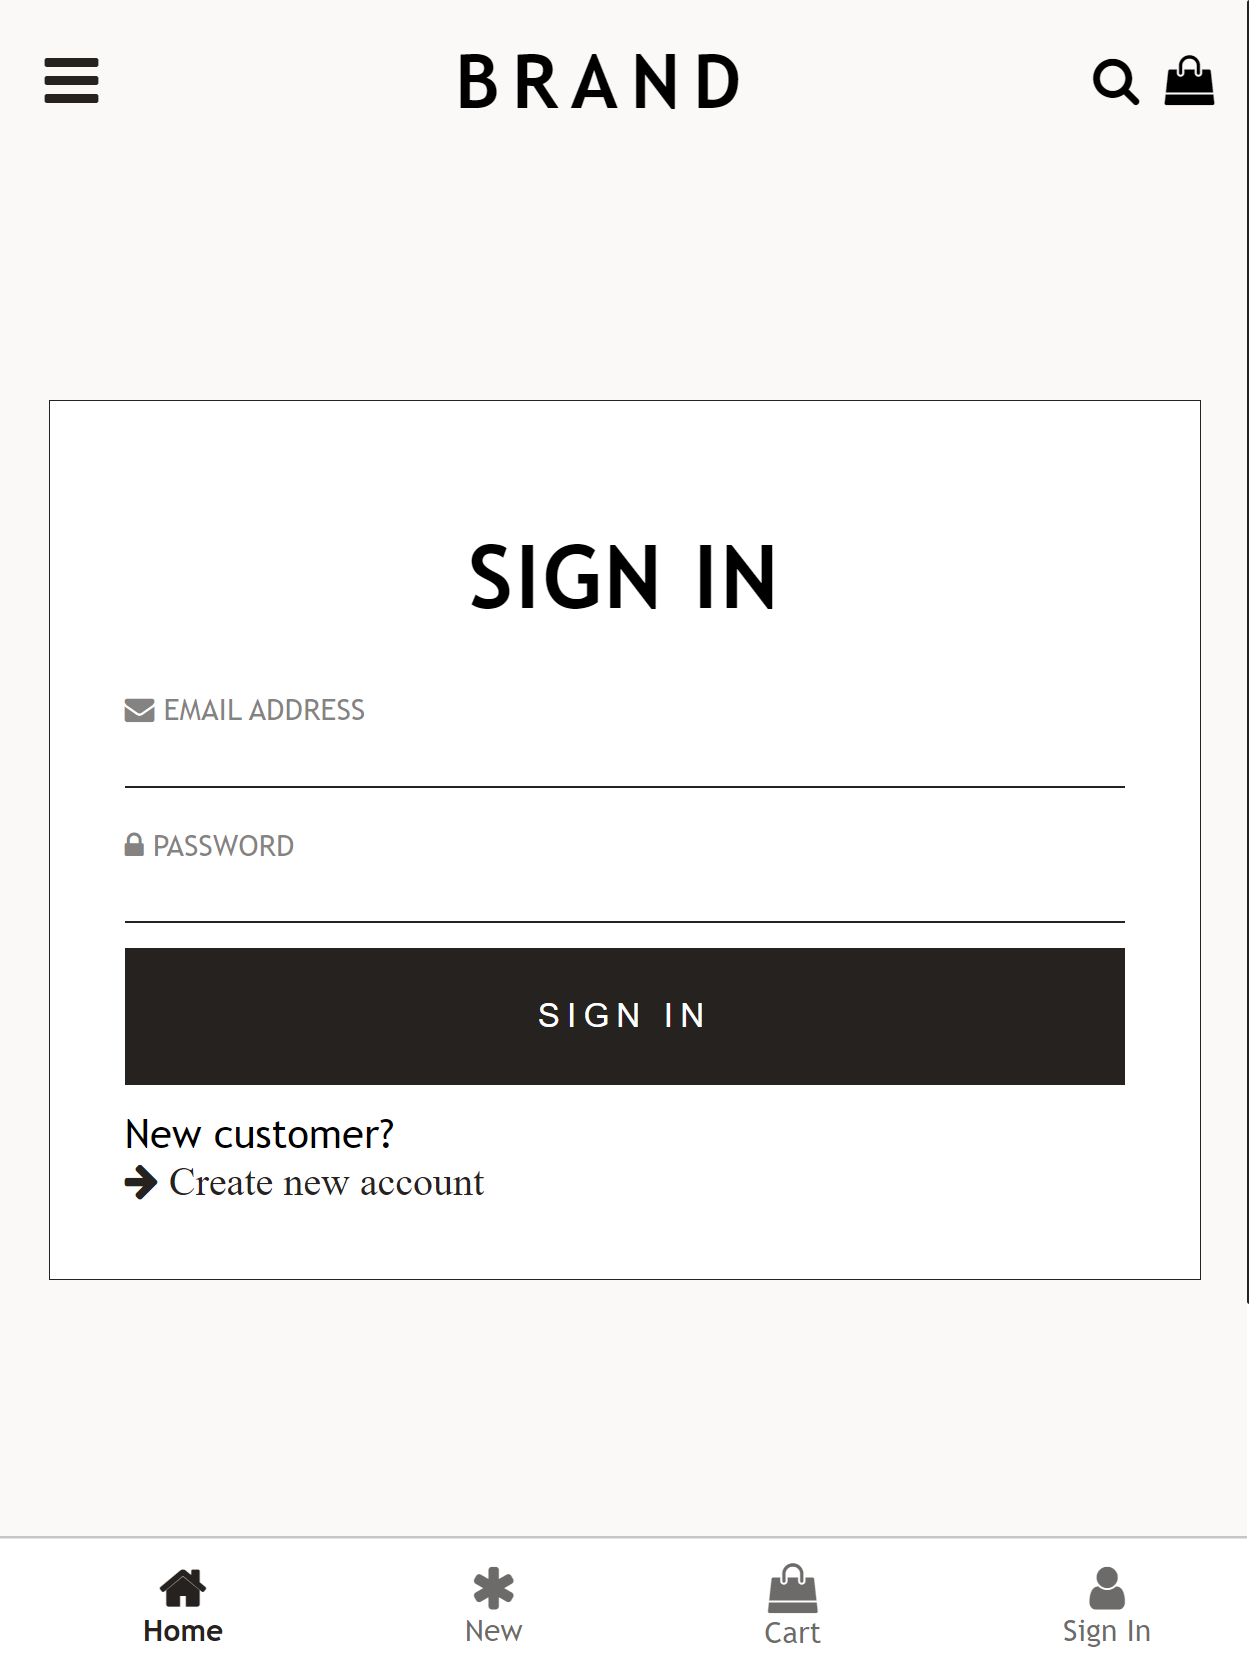 BRAND
SIGN IN
EMAIL ADDRESS
PASSWORD
SIGN IN
New customer?
Create new account
Home
New
Cart
Sign In